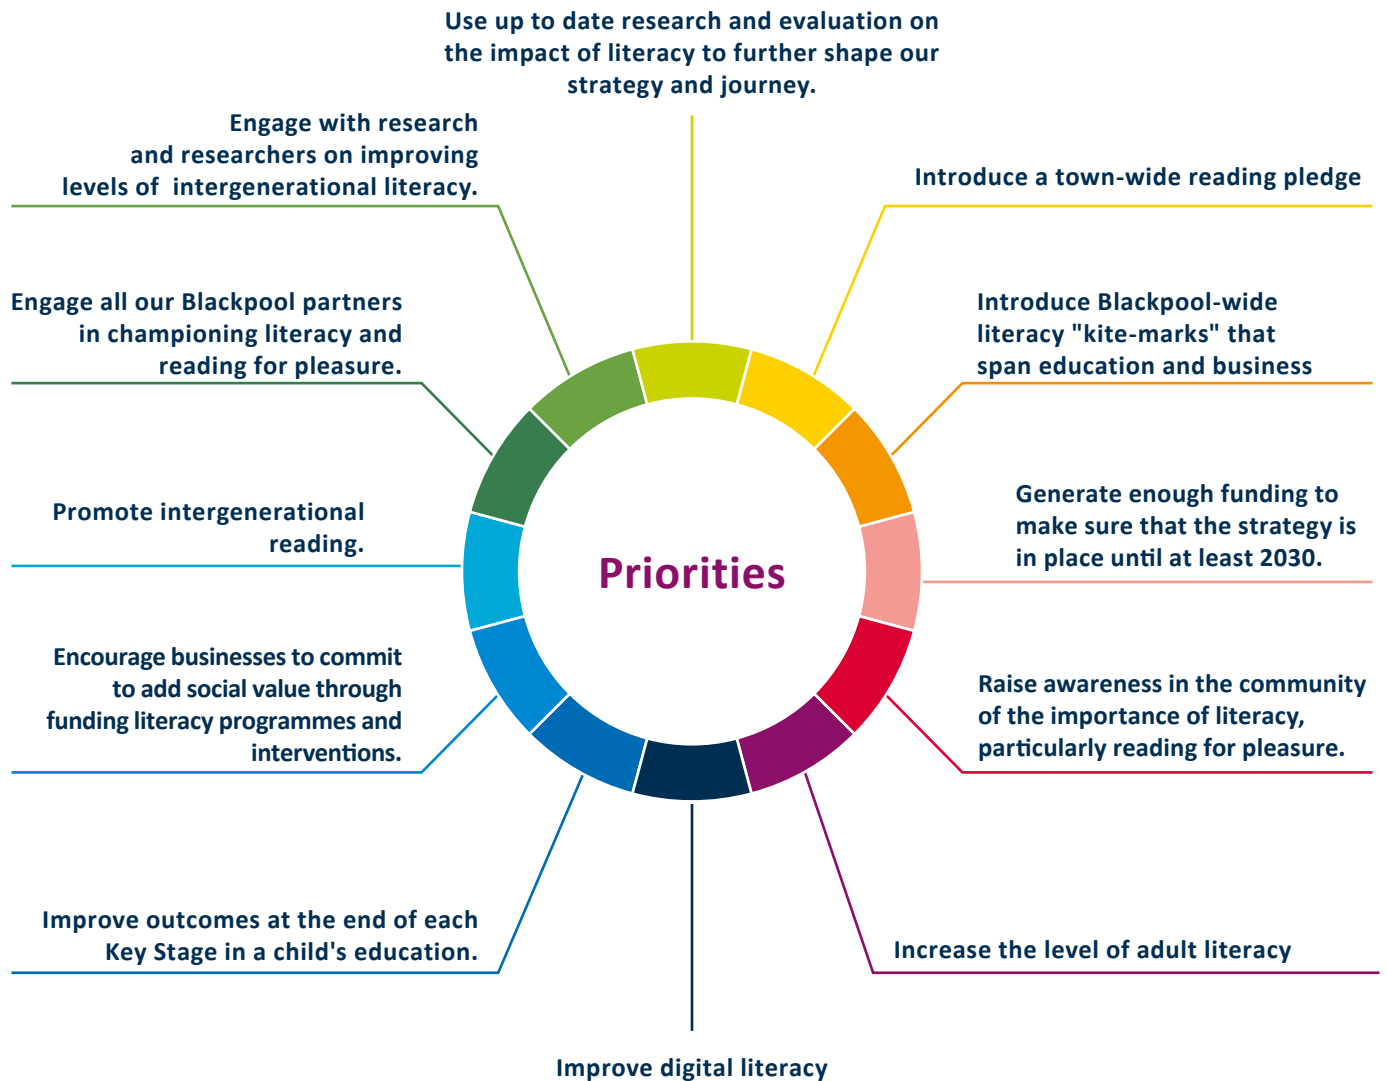 Use up to date research and evaluation on
the impact of literacy to further shape our
strategy and journey.
Introduce a town-wide reading pledge
Introduce Blackpool-wide
literacy "kite-marks" that
span education and business
Generate enough funding to
make sure that the strategy is
in place until at least 2030.
Raise awareness in the community
of the importance of literacy,
particularly reading for pleasure.
Increase the level of adult literacy
Improve digital literacy
Improve outcomes at the end of each
Key Stage in a child's education.
Encourage businesses to commit
to add social value through
funding literacy programmes and
interventions.
Promote intergenerational
reading.
Engage all our Blackpool partners
in championing literacy and
reading for pleasure.
Engage with research
and researchers on improving
levels of  intergenerational literacy.
Priorities